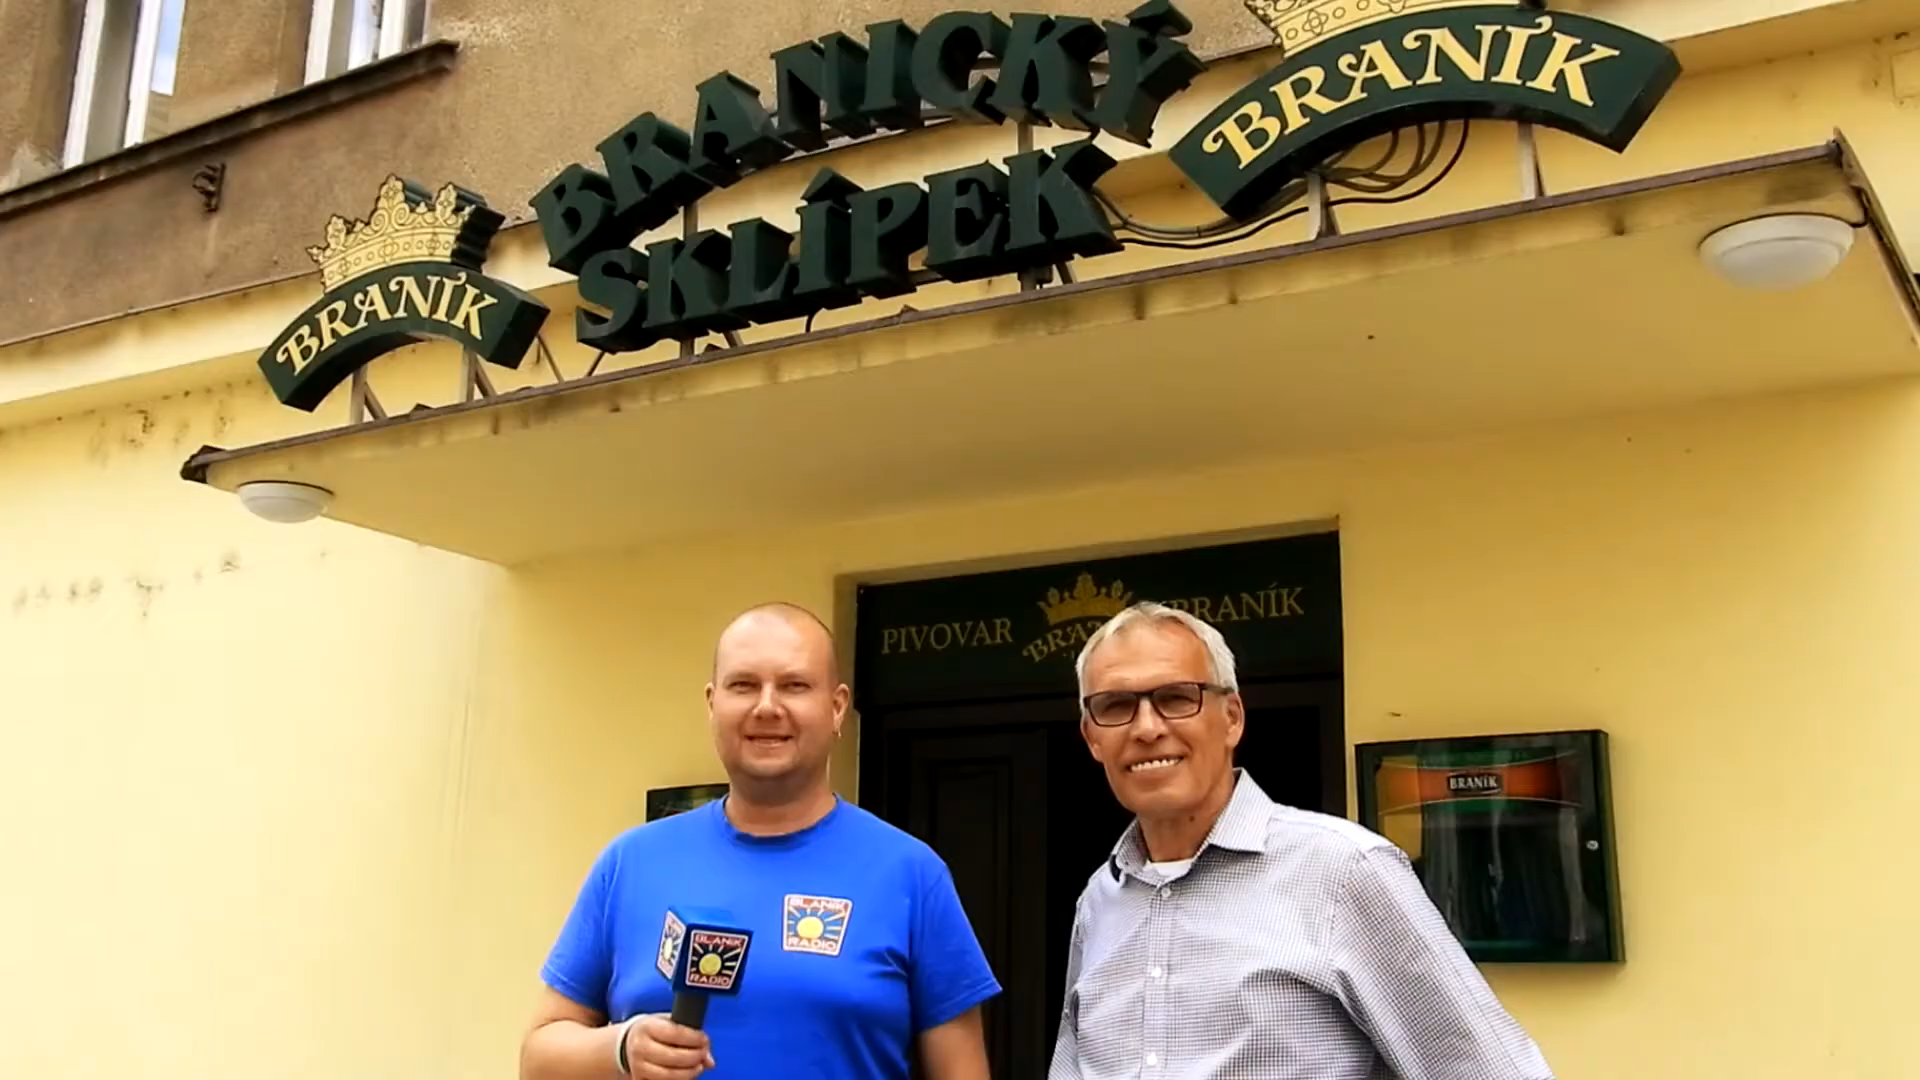 BRANICKÝ
SKLÍPEK
BRANÍK
BRANÍK
PIVOVAR
BRANÍK
BRANÍK
BLANÍK
RADIO
BLANÍK
RADIO